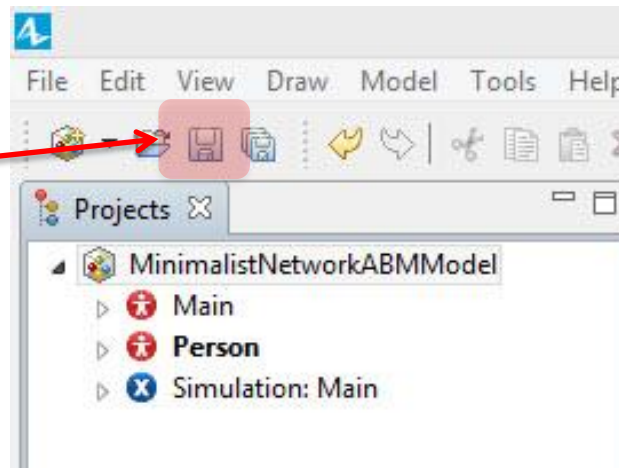 File Edit View Draw Model Tools Help
Projects
MinimalistNetworkABMModel
Main
Person
Simulation: Main